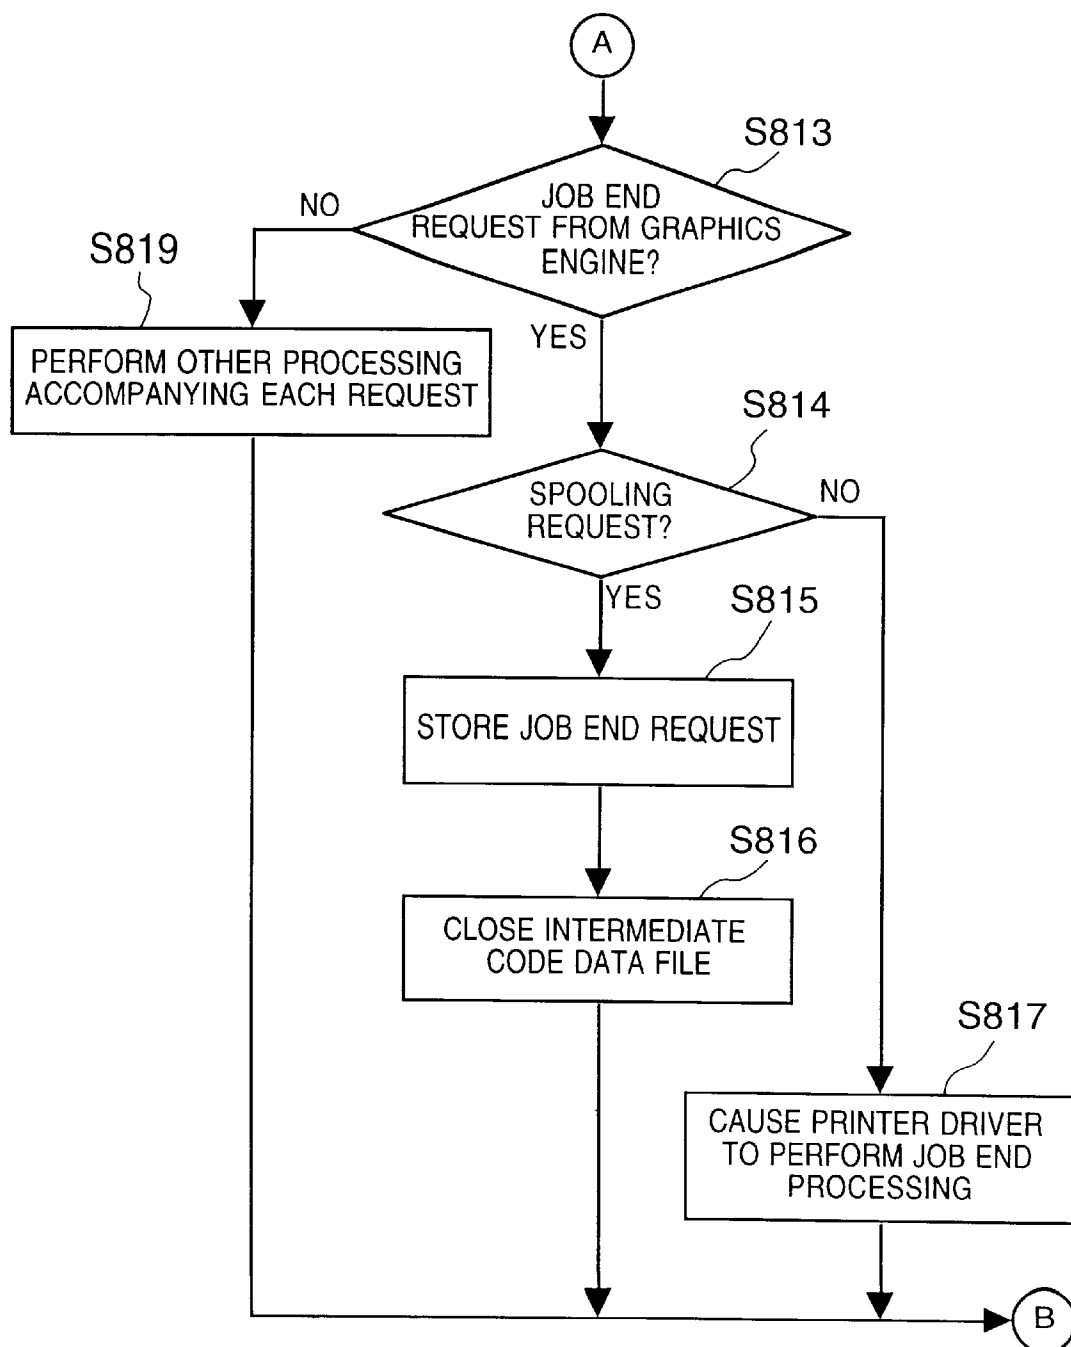 A
S813
JOB END
REQUEST FROM GRAPHICS
ENGINE?
NO
YES
S819
PERFORM OTHER PROCESSING
ACCOMPANYING EACH REQUEST
S814
SPOOLING
REQUEST?
NO
YES
S815
STORE JOB END REQUEST
S816
CLOSE INTERMEDIATE
CODE DATA FILE
S817
CAUSE PRINTER DRIVER
TO PERFORM JOB END
PROCESSING
B